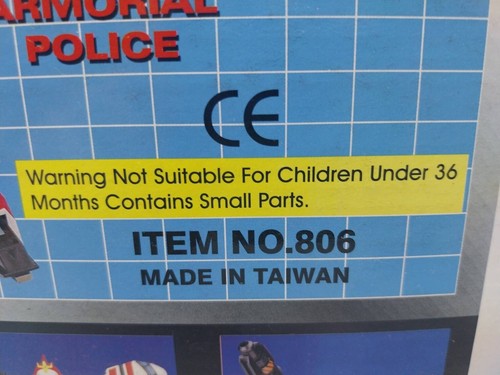 ARMORIAL
POLICE
CE
Warning Not Suitable For Children Under 36
Months Contains Small Parts.
ITEM NO.806
MADE IN TAIWAN